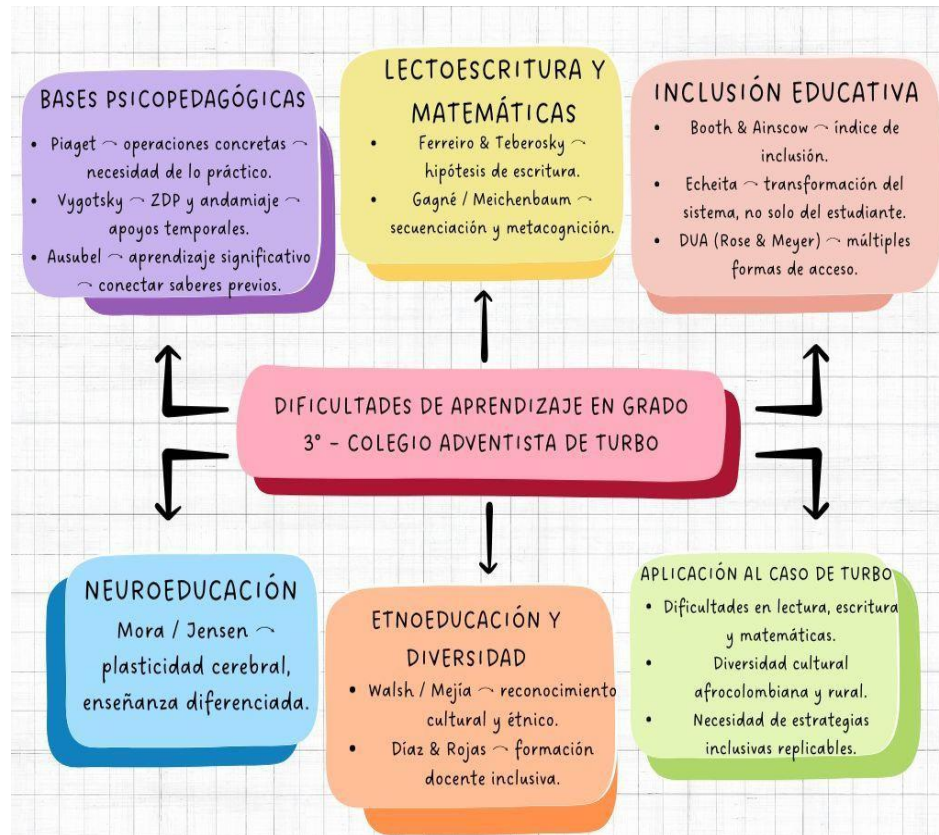 BASES PSICOPEDAGÓGICAS
• Piaget → operaciones concretas →
necesidad de lo práctico.
• Vygotsky → ZDP y andamiaje →
apoyos temporales.
• Ausubel → aprendizaje significativo
→ conectar saberes previos.
LECTOESCRITURA Y
MATEMÁTICAS
• Ferreiro & Teberosky →
hipótesis de escritura.
• Gagné / Meichenbaum →
secuenciación y metacognición.
INCLUSIÓN EDUCATIVA
• Booth & Ainscow → índice de
inclusión.
• Echeita → transformación del
sistema, no solo del estudiante.
• DUA (Rose & Meyer) → múltiples
formas de acceso.
DIFICULTADES DE APRENDIZAJE EN GRADO
3° - COLEGIO ADVENTISTA DE TURBO
NEUROEDUCACIÓN
Mora / Jensen →
plasticidad cerebral,
enseñanza diferenciada.
ETNOEDUCACIÓN Y
DIVERSIDAD
• Walsh / Mejía → reconocimiento
cultural y étnico.
• Díaz & Rojas → formación
docente inclusiva.
APLICACIÓN AL CASO DE TURBO
• Dificultades en lectura, escritura
y matemáticas.
• Diversidad cultural
afrocolombiana y rural.
• Necesidad de estrategias
inclusivas replicables.